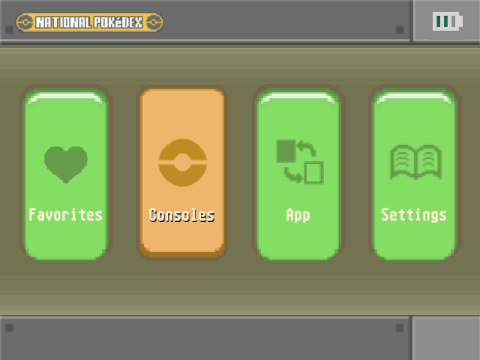 NATIONAL POKéDEX
Favorites
Consoles
App
Settings